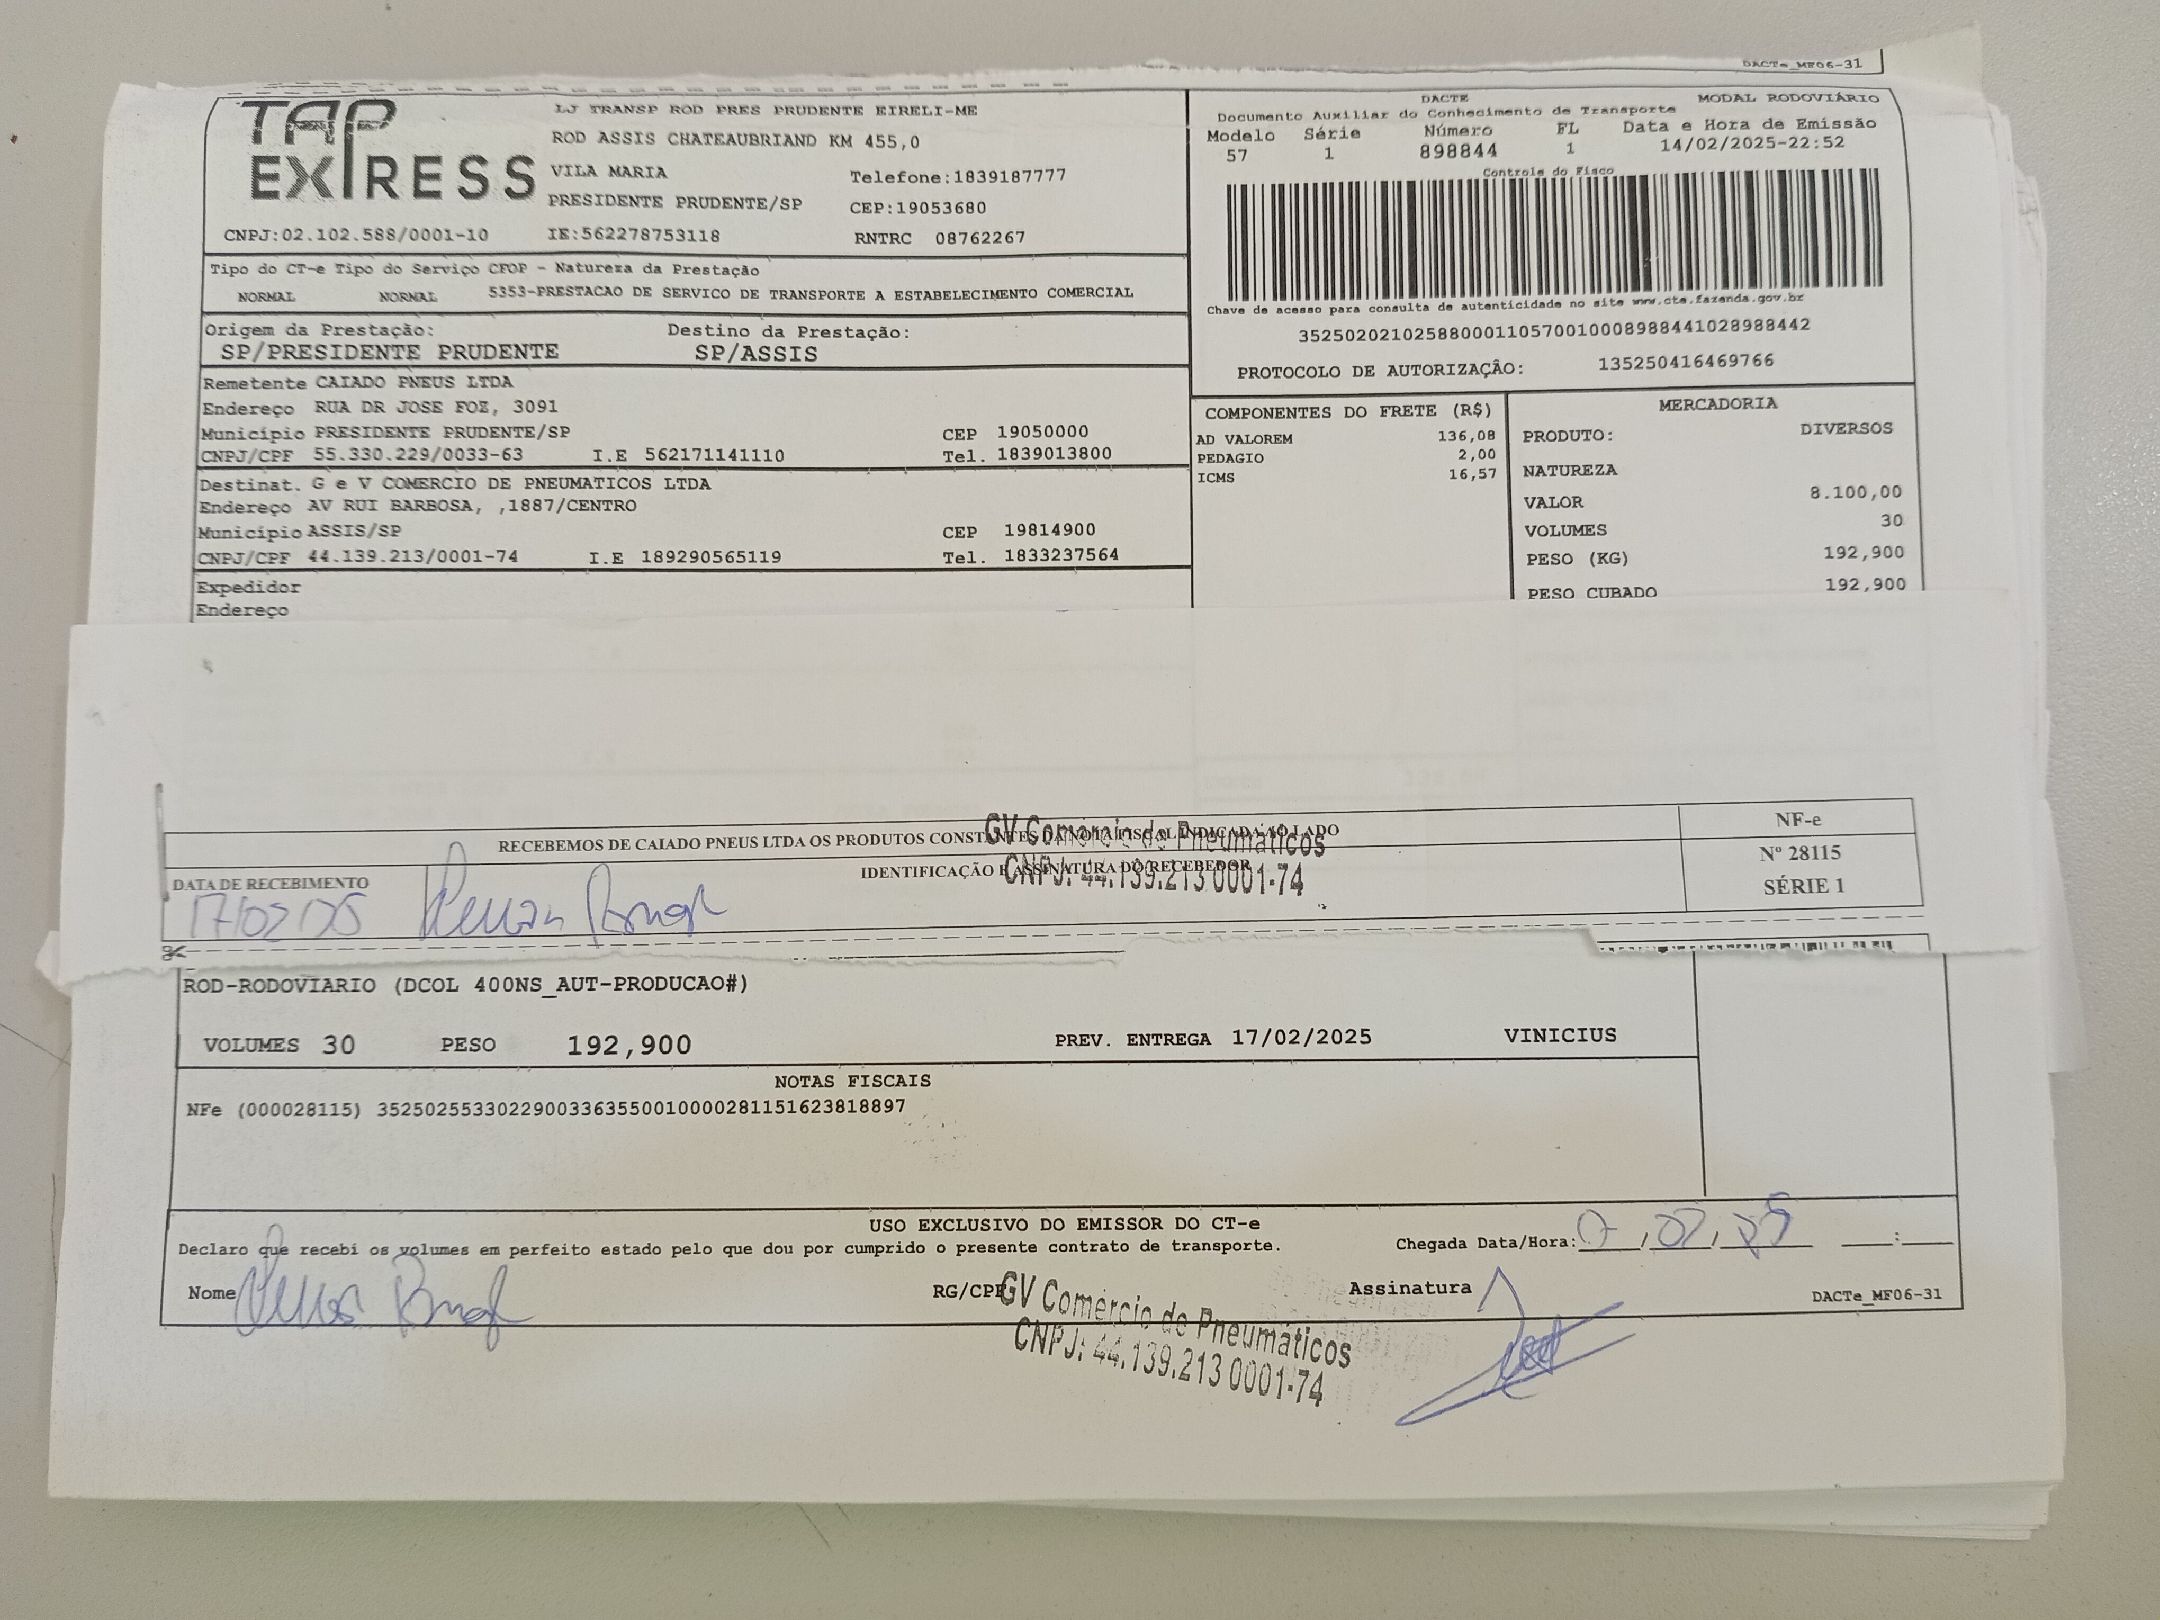 DACTe_MF06-31
TAP EXPRESS
LJ TRANSP ROD PRES PRUDENTE EIRELI-ME
ROD ASSIS CHATEAUBRIAND KM 455,0
VILA MARIA Telefone:1839187777
PRESIDENTE PRUDENTE/SP CEP:19053680
CNPJ:02.102.588/0001-10 IE:562278753118 RNTRC 08762267
DACTE MODAL RODOVIÁRIO
Documento Auxiliar do Conhecimento de Transporte
Modelo Série Número FL Data e Hora de Emissão
57 1 898844 1 14/02/2025-22:52
Controle do Fisco
Chave de acesso para consulta de autenticidade no site www.cte.fazenda.gov.br
35250202102588000110570010008988441028988442
PROTOCOLO DE AUTORIZAÇÃO: 135250416469766
Tipo do CT-e Tipo do Serviço CFOP - Natureza da Prestação
NORMAL NORMAL 5353-PRESTACAO DE SERVICO DE TRANSPORTE A ESTABELECIMENTO COMERCIAL
Origem da Prestação: Destino da Prestação:
SP/PRESIDENTE PRUDENTE SP/ASSIS
Remetente CAIADO PNEUS LTDA
Endereço RUA DR JOSE FOZ, 3091
Município PRESIDENTE PRUDENTE/SP CEP 19050000
CNPJ/CPF 55.330.229/0033-63 I.E 562171141110 Tel. 1839013800
Destinat. G e V COMERCIO DE PNEUMATICOS LTDA
Endereço AV RUI BARBOSA, ,1887/CENTRO
Município ASSIS/SP CEP 19814900
CNPJ/CPF 44.139.213/0001-74 I.E 189290565119 Tel. 1833237564
Expedidor
Endereço
COMPONENTES DO FRETE (R$)
AD VALOREM 136,08
PEDAGIO 2,00
ICMS 16,57
MERCADORIA
PRODUTO: DIVERSOS
NATUREZA
VALOR 8.100,00
VOLUMES 30
PESO (KG) 192,900
PESO CUBADO 192,900
RECEBEMOS DE CAIADO PNEUS LTDA OS PRODUTOS CONSTANTES DA NOTA FISCAL INDICADA AO LADO
GV Comércio de Pneumáticos
CNPJ: 44.139.213 0001-74
DATA DE RECEBIMENTO IDENTIFICAÇÃO E ASSINATURA DO RECEBEDOR
17/02/25
NF-e
Nº 28115
SÉRIE 1
ROD-RODOVIARIO (DCOL 400NS_AUT-PRODUCAO#)
VOLUMES 30 PESO 192,900 PREV. ENTREGA 17/02/2025 VINICIUS
NOTAS FISCAIS
NFe (000028115) 35250255330229003363550010000281151623818897
USO EXCLUSIVO DO EMISSOR DO CT-e
Declaro que recebi os volumes em perfeito estado pelo que dou por cumprido o presente contrato de transporte. Chegada Data/Hora: 17/02/25 __:__
Nome RG/CPF Assinatura DACTe_MF06-31
GV Comércio de Pneumáticos
CNPJ: 44.139.213 0001-74